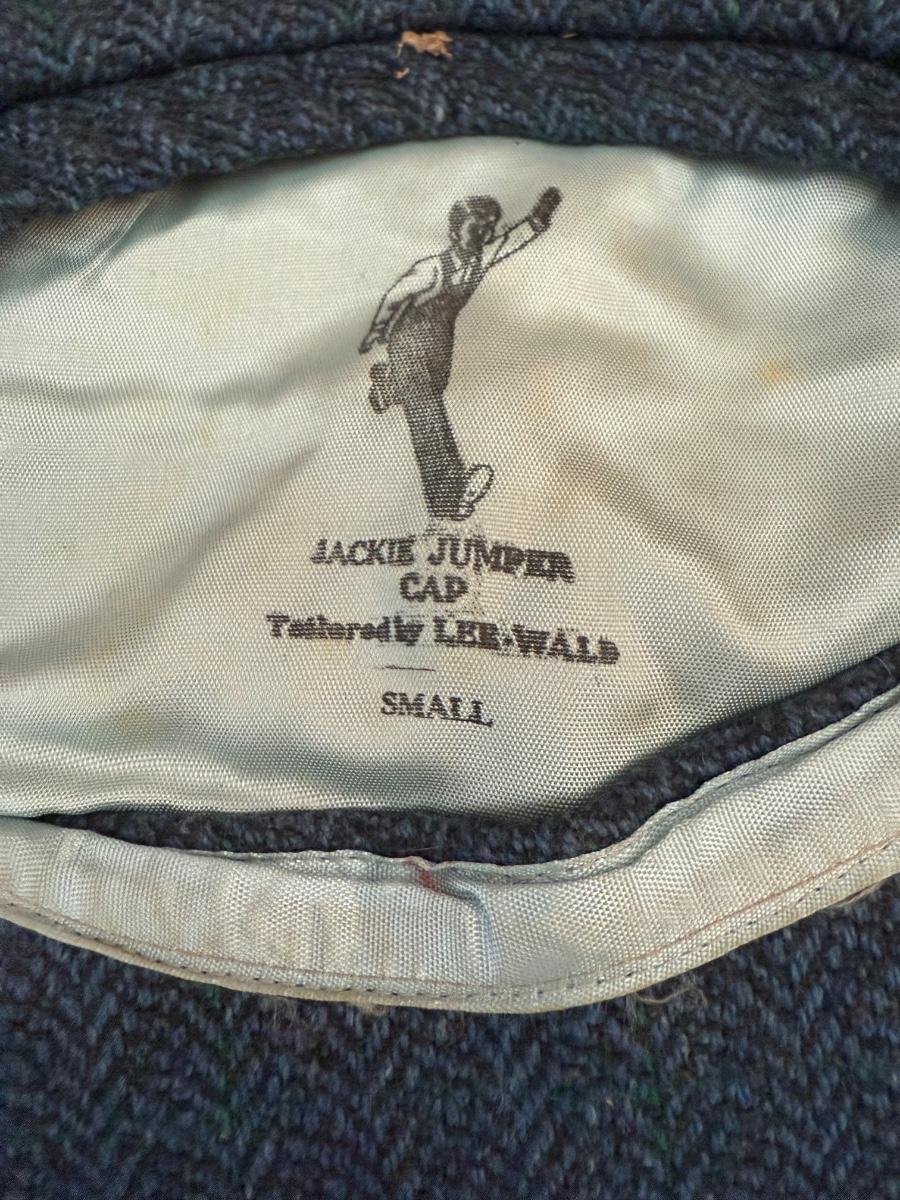 JACKIE JUMPER
CAP
Tailored by LEE-WALD
SMALL